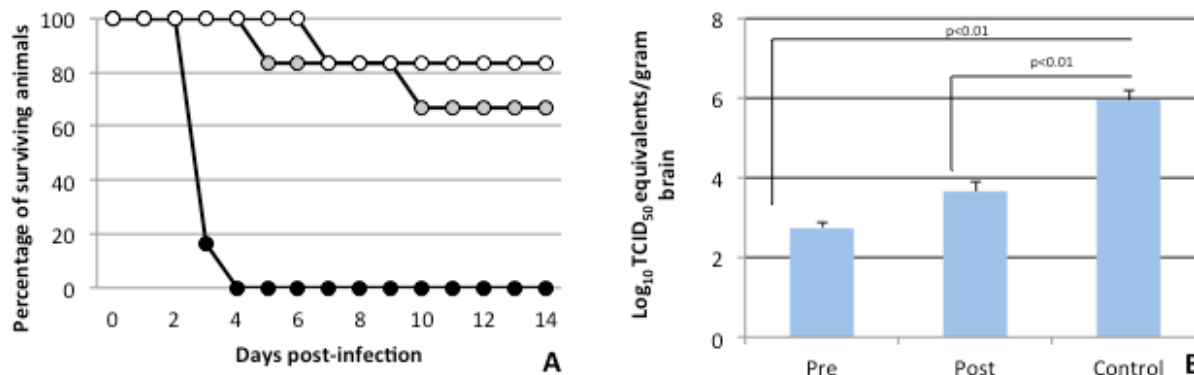 Percentage of surviving animals
100
80
60
40
20
0
0 2 4 6 8 10 12 14
Days post-infection
A
Log₁₀ TCID₅₀ equivalents/gram
brain
8
6
4
2
0
p<0.01
p<0.01
Pre Post Control